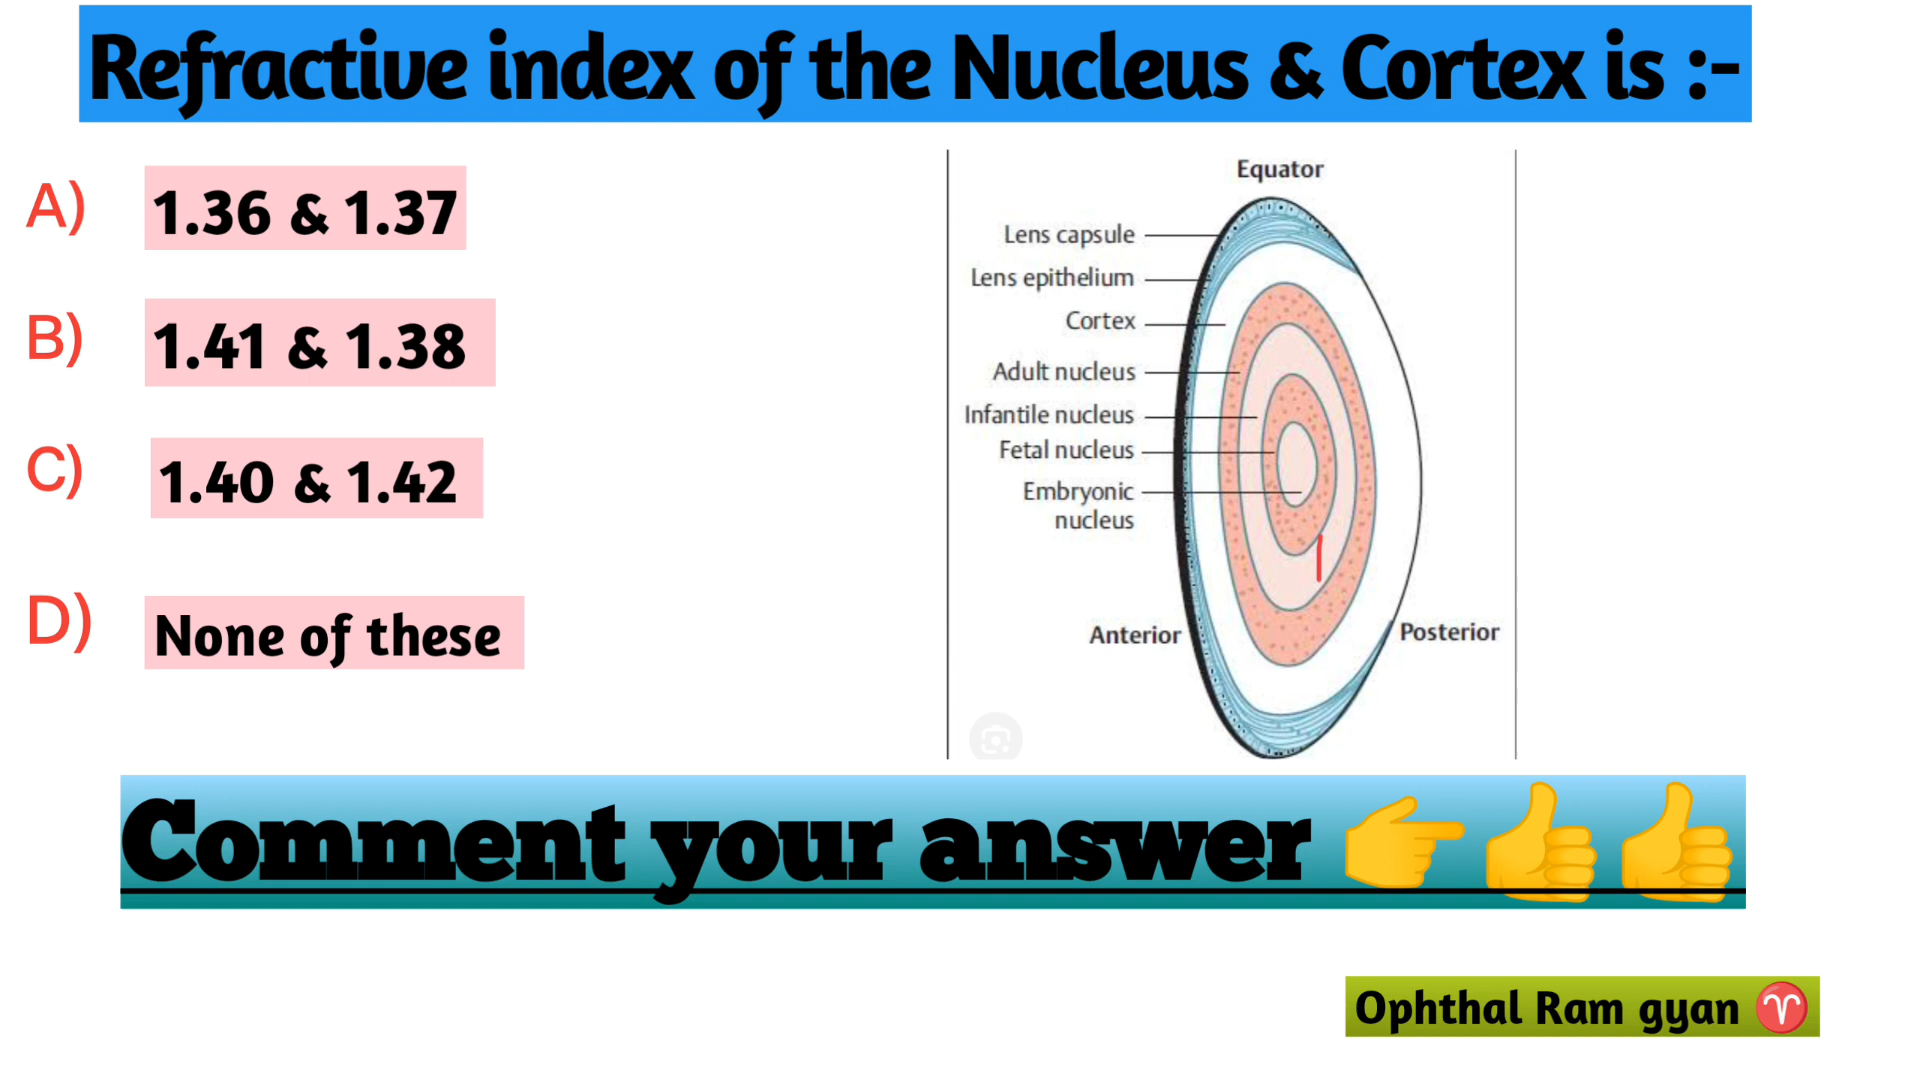 Refractive index of the Nucleus & Cortex is :-
A) 1.36 & 1.37
B) 1.41 & 1.38
C) 1.40 & 1.42
D) None of these
Equator
Lens capsule
Lens epithelium
Cortex
Adult nucleus
Infantile nucleus
Fetal nucleus
Embryonic
nucleus
Anterior
Posterior
Comment your answer 👉👍👍
Ophthal Ram gyan ♈